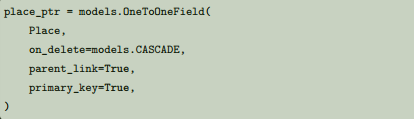 place_ptr = models.OneToOneField(
    Place,
    on_delete=models.CASCADE,
    parent_link=True,
    primary_key=True,
)